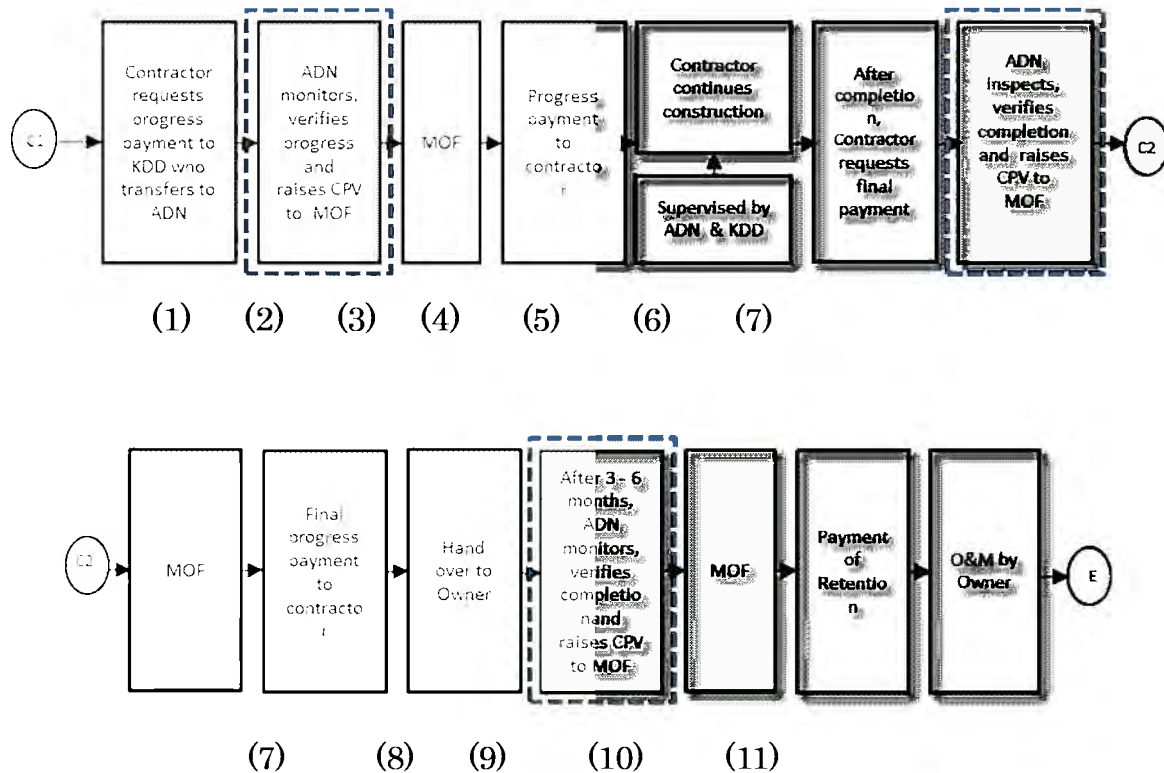 C1
Contractor
requests
progress
payment to
KDD who
transfers to
ADN
ADN
monitors,
verifies
progress
and
raises CPV
to MOF
MOF
Progress
payment
to
contracto
r
Contractor
continues
construction
Supervised by
ADN & KDD
After
completio
n,
Contractor
requests
final
payment
ADN
inspects,
verifies
completion
and raises
CPV to
MOF
C2
(1) (2) (3) (4) (5) (6) (7)
C2
MOF
Final
progress
payment to
contracto
r
Hand
over to
Owner
After 3 - 6
months,
ADN
monitors,
verifies
completio
nand
raises CPV
to MOF
MOF
Payment
of
Retentio
n
O&M by
Owner
E
(7) (8) (9) (10) (11)